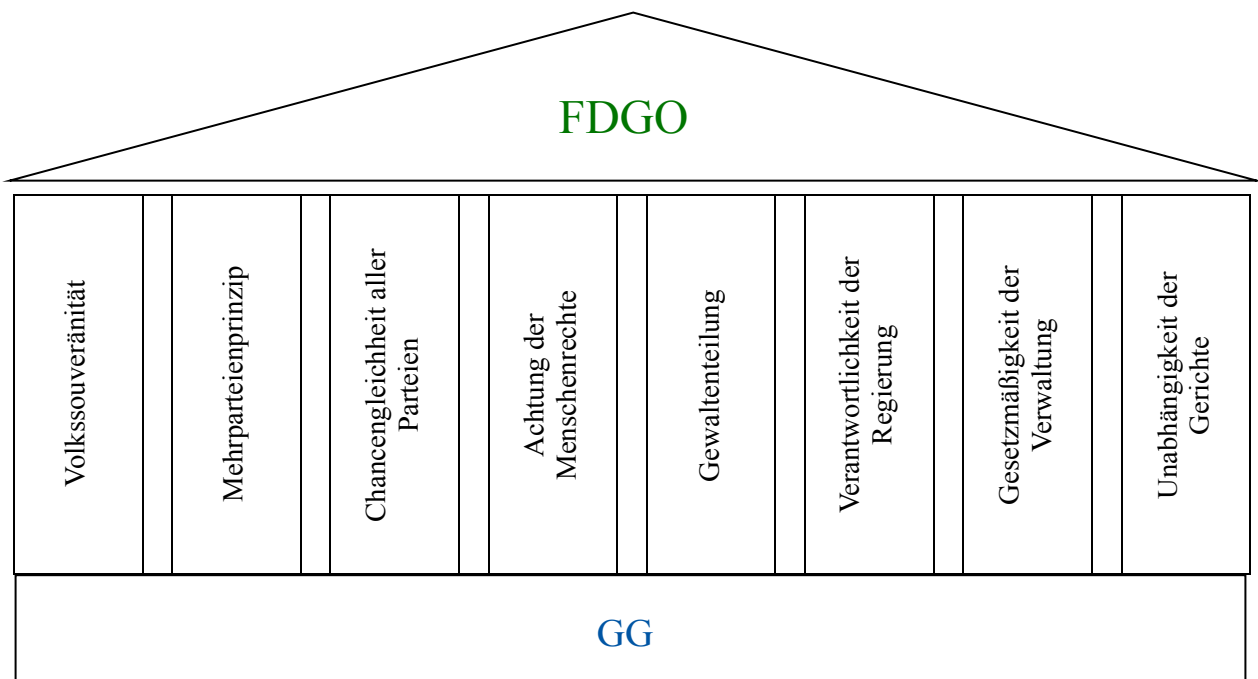 FDGO
Volkssouveränität
Mehrparteienprinzip
Chancengleichheit aller
Parteien
Achtung der
Menschenrechte
Gewaltenteilung
Verantwortlichkeit der
Regierung
Gesetzmäßigkeit der
Verwaltung
Unabhängigkeit der
Gerichte
GG